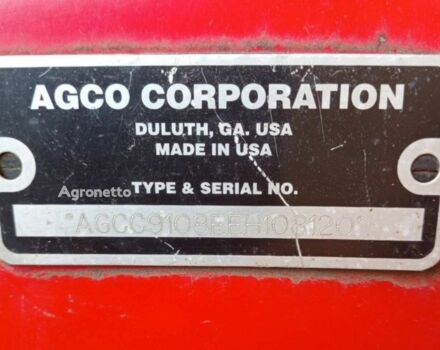 AGCO CORPORATION
DULUTH, GA. USA
MADE IN USA
Agronetto
TYPE & SERIAL NO.